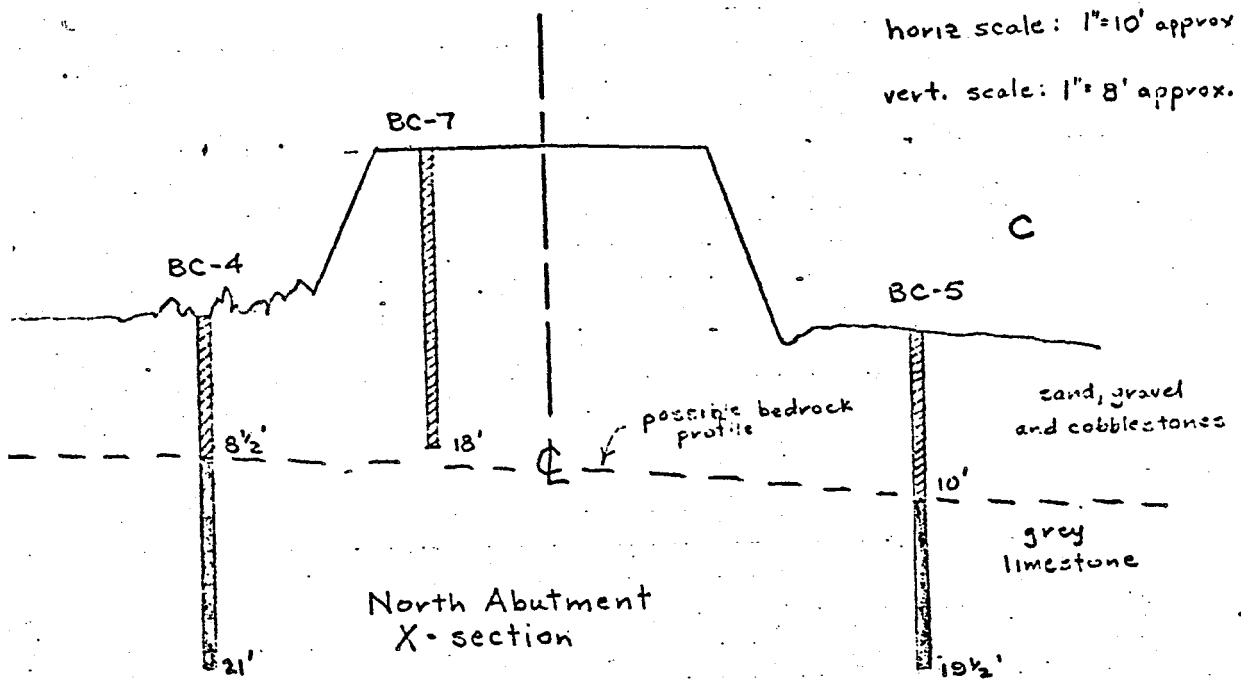 horiz scale: 1"=10' approx
vert. scale: 1"= 8' approx.
BC-7
C
BC-4
BC-5
sand, gravel
and cobblestones
possible bedrock
profile
8½'
18'
℄
10'
grey
limestone
North Abutment
X-section
21'
19½'